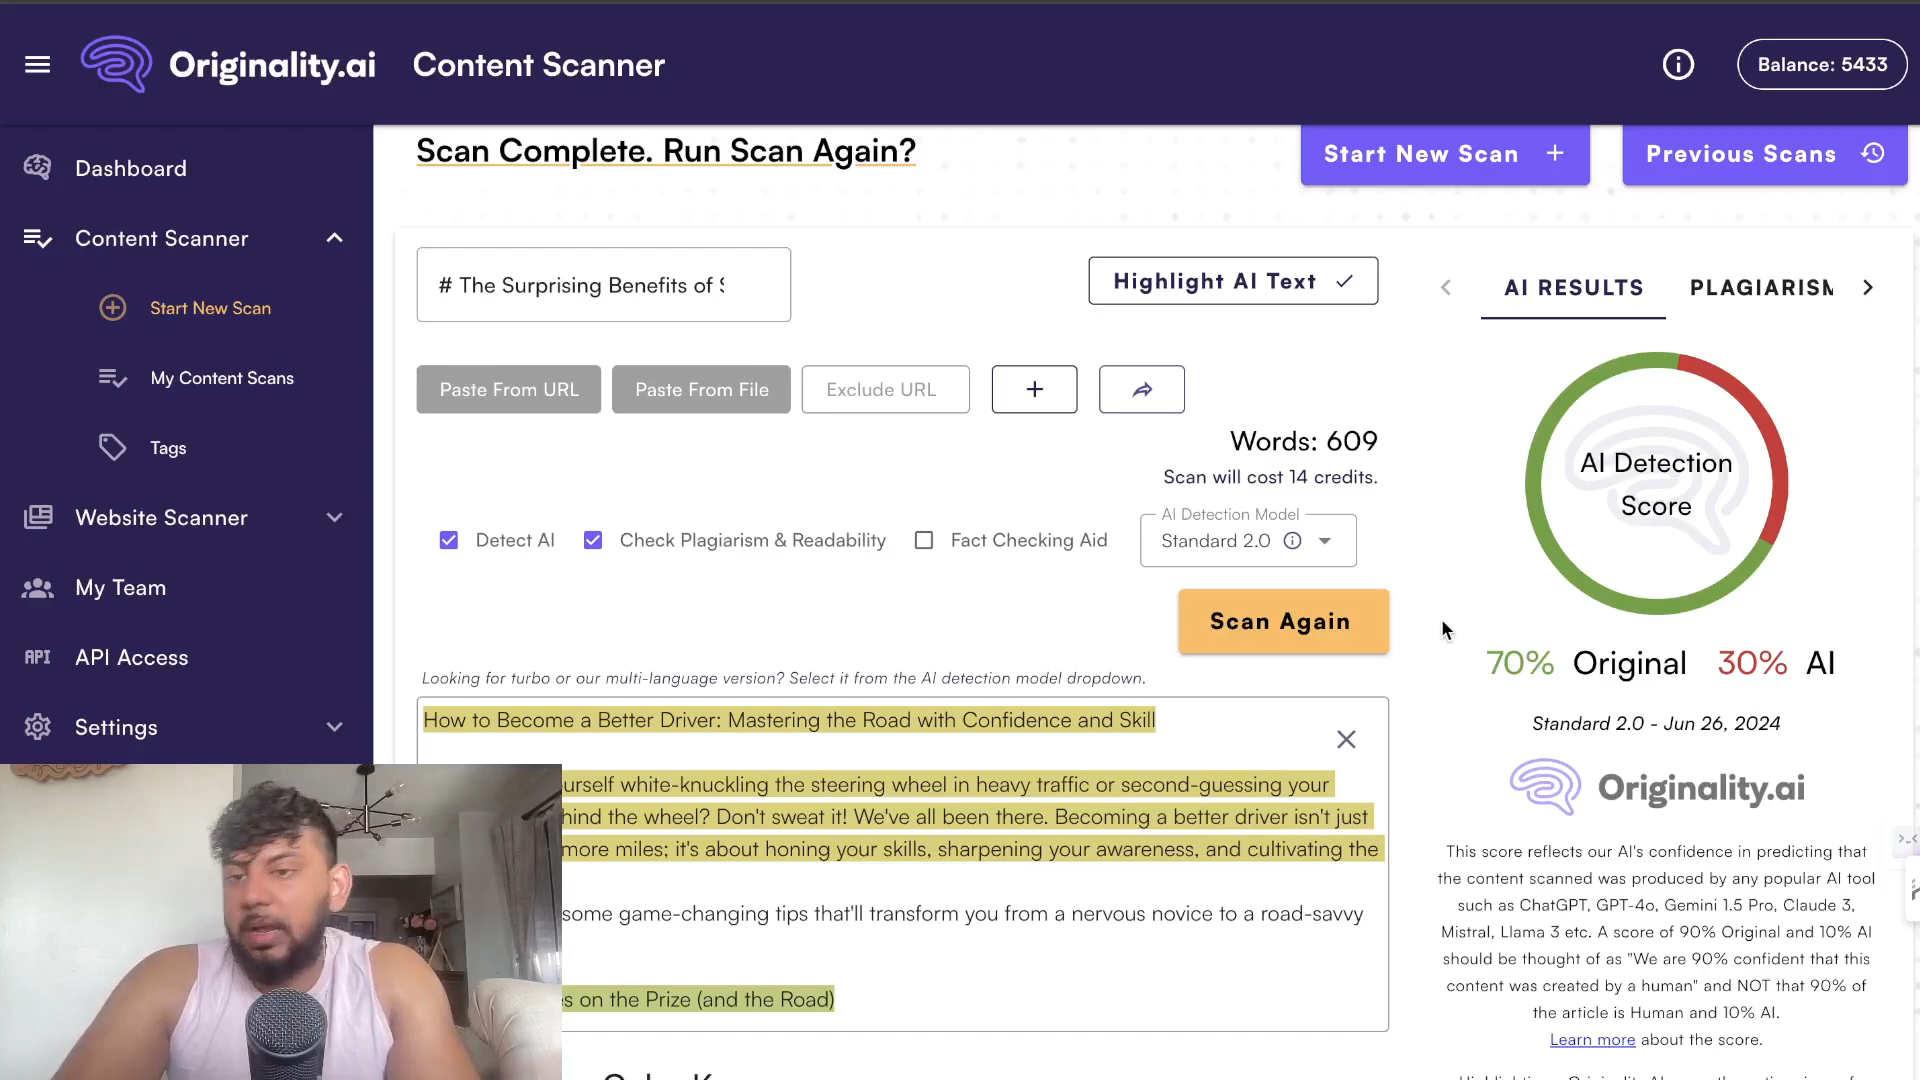 Originality.ai
Content Scanner
Balance: 5433
Dashboard
Content Scanner
Start New Scan
My Content Scans
Tags
Website Scanner
My Team
API Access
Settings
Scan Complete. Run Scan Again?
Start New Scan +
Previous Scans
# The Surprising Benefits of
Highlight AI Text
Paste From URL
Paste From File
Exclude URL
+
Words: 609
Scan will cost 14 credits.
Detect AI
Check Plagiarism & Readability
Fact Checking Aid
AI Detection Model
Standard 2.0
Scan Again
Looking for turbo or our multi-language version? Select it from the AI detection model dropdown.
How to Become a Better Driver: Mastering the Road with Confidence and Skill
urself white-knuckling the steering wheel in heavy traffic or second-guessing your
hind the wheel? Don't sweat it! We've all been there. Becoming a better driver isn't just
more miles; it's about honing your skills, sharpening your awareness, and cultivating the
some game-changing tips that'll transform you from a nervous novice to a road-savvy
s on the Prize (and the Road)
AI RESULTS
PLAGIARISM
AI Detection
Score
70% Original 30% AI
Standard 2.0 - Jun 26, 2024
Originality.ai
This score reflects our AI's confidence in predicting that
the content scanned was produced by any popular AI tool
such as ChatGPT, GPT-4o, Gemini 1.5 Pro, Claude 3,
Mistral, Llama 3 etc. A score of 90% Original and 10% AI
should be thought of as "We are 90% confident that this
content was created by a human" and NOT that 90% of
the article is Human and 10% AI.
Learn more about the score.